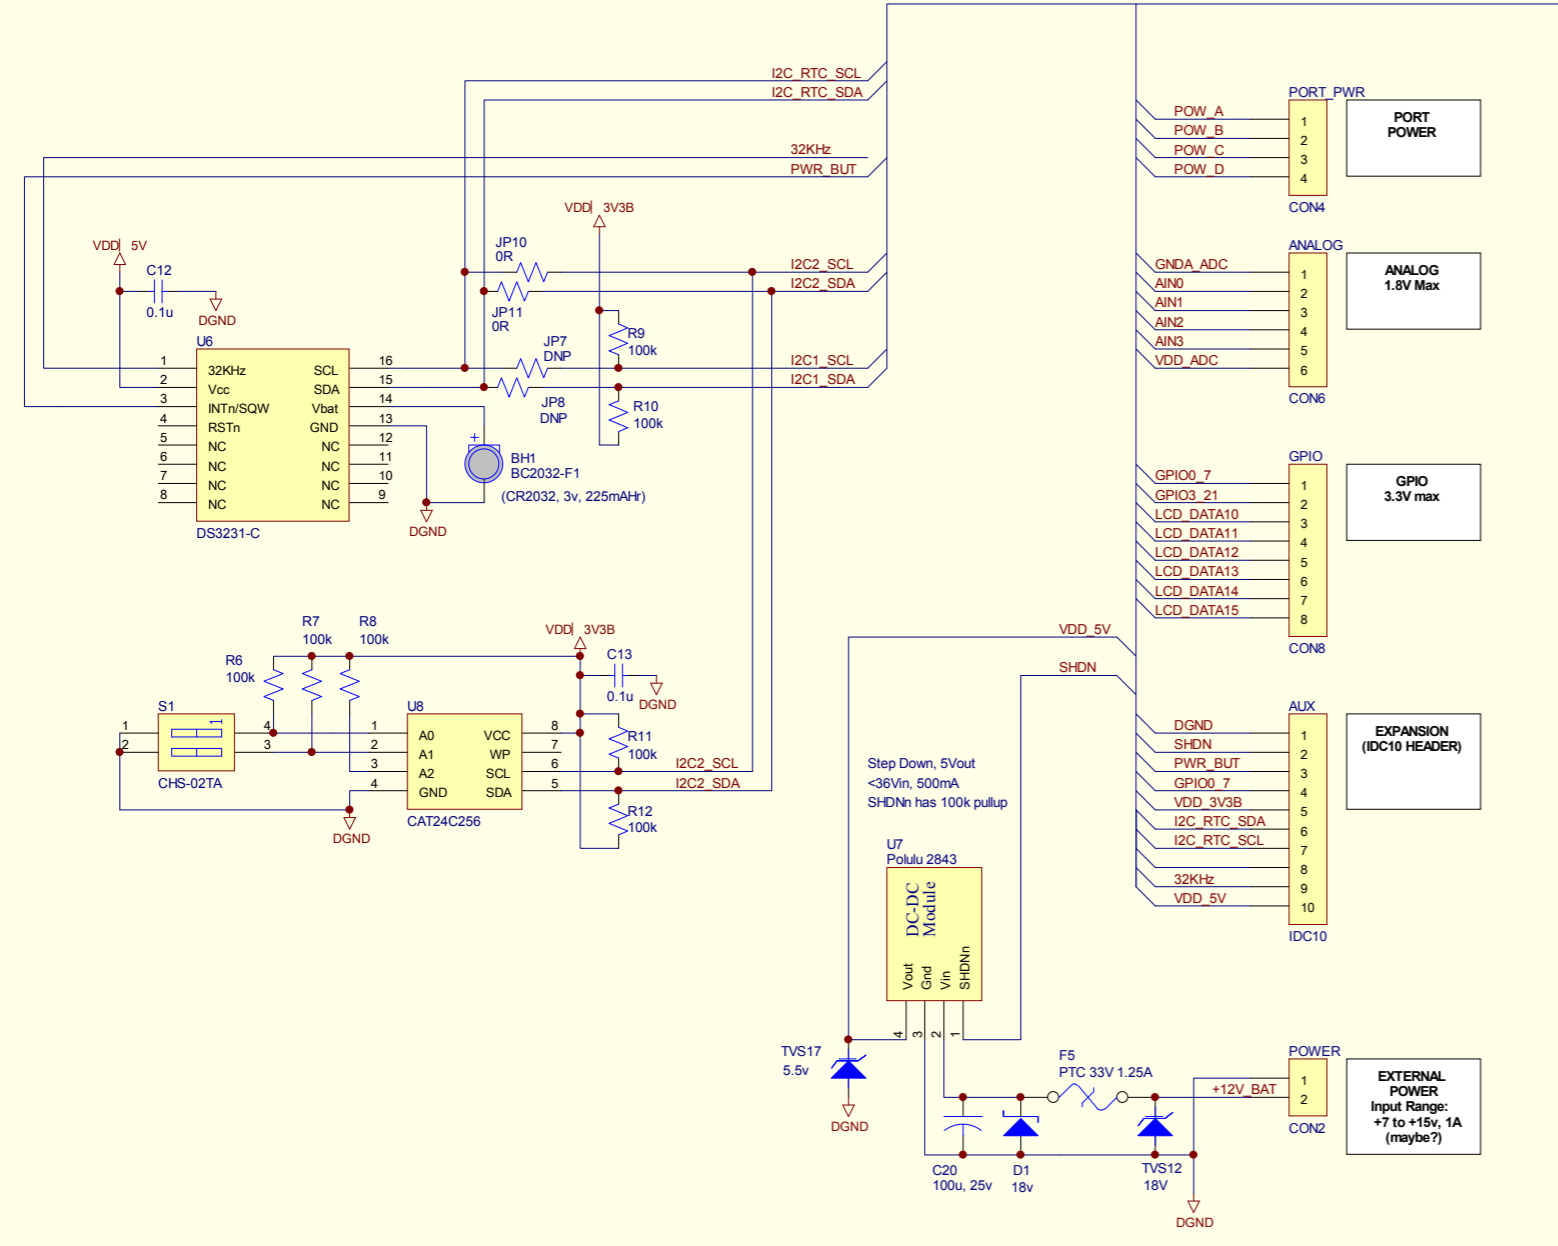 I2C_RTC_SCL
I2C_RTC_SDA
32KHz
PWR_BUT
VDD_3V3B
VDD_5V
C12
0.1u
DGND
JP10
0R
JP11
0R
I2C2_SCL
I2C2_SDA
R9
100k
JP7
DNP
I2C1_SCL
I2C1_SDA
JP8
DNP
R10
100k
U6
1 32KHz SCL 16
2 Vcc SDA 15
3 INTn/SQW Vbat 14
4 RSTn GND 13
5 NC NC 12
6 NC NC 11
7 NC NC 10
8 NC NC 9
DS3231-C
+
BH1
BC2032-F1
(CR2032, 3v, 225mAHr)
DGND
R7
100k
R8
100k
R6
100k
VDD_3V3B
C13
0.1u
DGND
S1
1
1 4
2 3
CHS-02TA
U8
1 A0 VCC 8
2 A1 WP 7
3 A2 SCL 6
4 GND SDA 5
CAT24C256
DGND
R11
100k
I2C2_SCL
I2C2_SDA
R12
100k
VDD_5V
SHDN
Step Down, 5Vout
<36Vin, 500mA
SHDNn has 100k pullup
U7
Polulu 2843
DC-DC
Module
Vout
Gnd
Vin
SHDNn
4
3
2
1
TVS17
5.5v
DGND
F5
PTC 33V 1.25A
C20
100u, 25v
D1
18v
TVS12
18V
+12V_BAT
DGND
PORT_PWR
POW_A 1
POW_B 2
POW_C 3
POW_D 4
CON4
PORT
POWER
ANALOG
GNDA_ADC 1
AIN0 2
AIN1 3
AIN2 4
AIN3 5
VDD_ADC 6
CON6
ANALOG
1.8V Max
GPIO
GPIO0_7 1
GPIO3_21 2
LCD_DATA10 3
LCD_DATA11 4
LCD_DATA12 5
LCD_DATA13 6
LCD_DATA14 7
LCD_DATA15 8
CON8
GPIO
3.3V max
AUX
DGND 1
SHDN 2
PWR_BUT 3
GPIO0_7 4
VDD_3V3B 5
I2C_RTC_SDA 6
I2C_RTC_SCL 7
8
32KHz 9
VDD_5V 10
IDC10
EXPANSION
(IDC10 HEADER)
POWER
1
2
CON2
EXTERNAL
POWER
Input Range:
+7 to +15v, 1A
(maybe?)